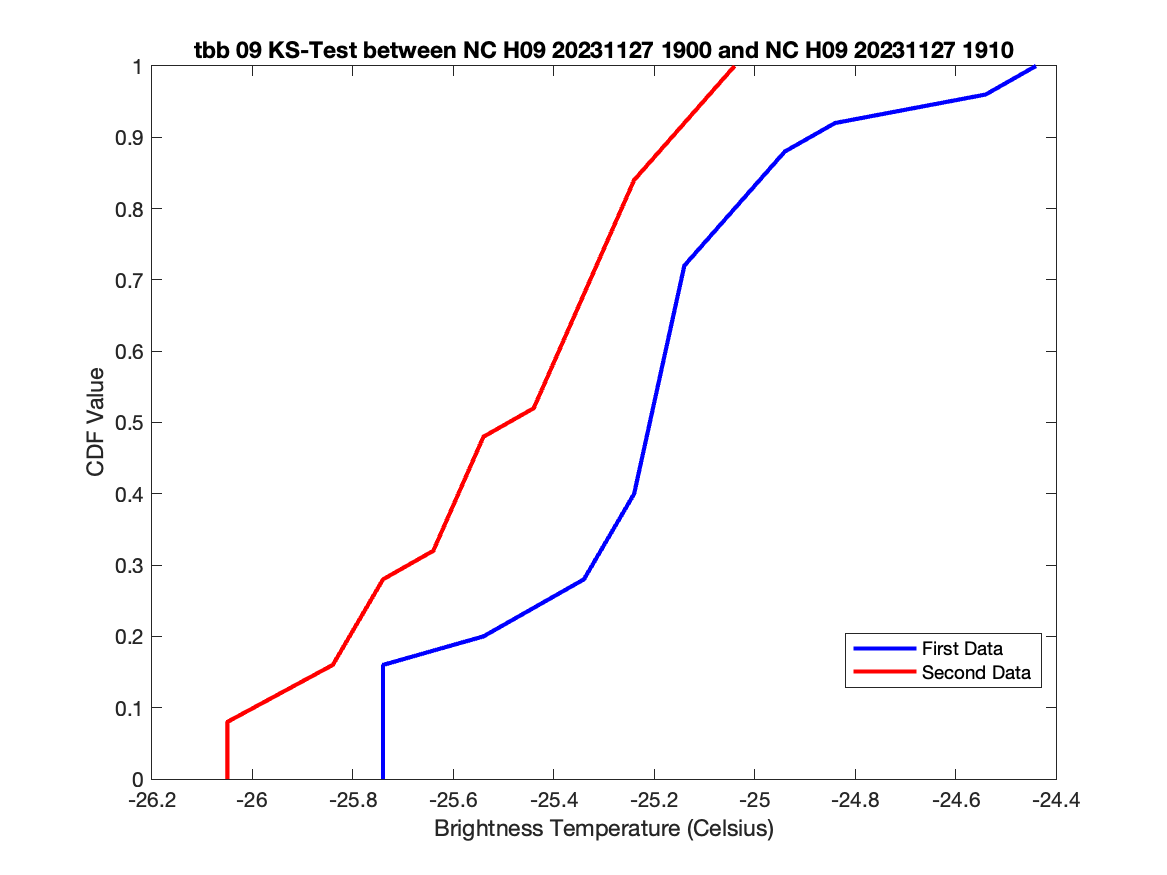 tbb 09 KS-Test between NC H09 20231127 1900 and NC H09 20231127 1910
1
0.9
0.8
0.7
0.6
0.5
0.4
0.3
0.2
0.1
0
CDF Value
First Data
Second Data
-26.2 -26 -25.8 -25.6 -25.4 -25.2 -25 -24.8 -24.6 -24.4
Brightness Temperature (Celsius)